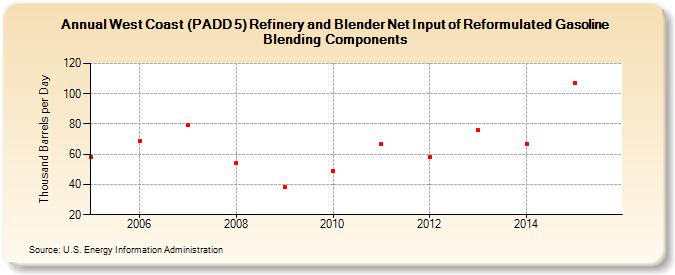 Annual West Coast (PADD 5) Refinery and Blender Net Input of Reformulated Gasoline
Blending Components
Thousand Barrels per Day
120
100
80
60
40
20
2006
2008
2010
2012
2014
Source: U.S. Energy Information Administration